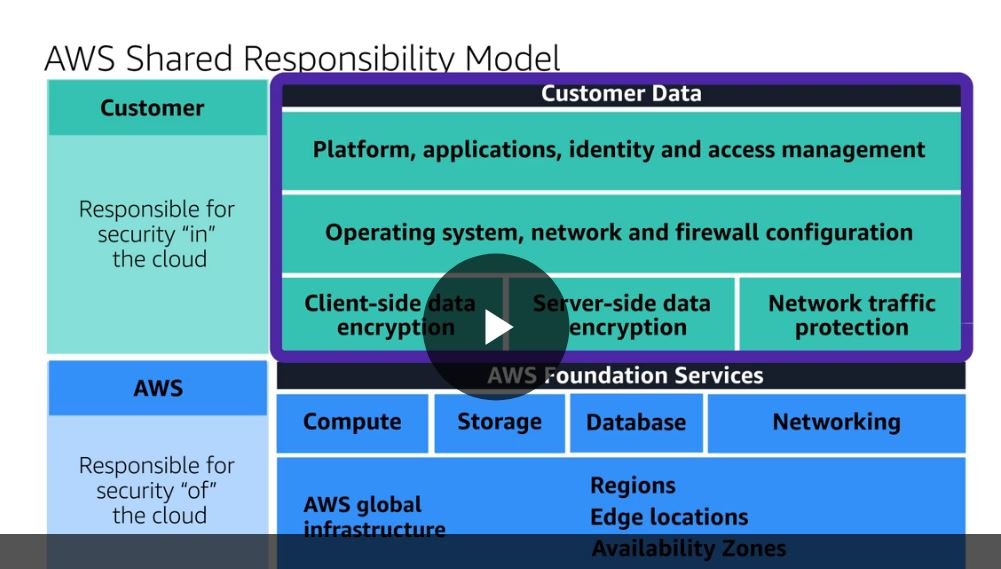 AWS Shared Responsibility Model
Customer
Responsible for
security “in”
the cloud
Customer Data
Platform, applications, identity and access management
Operating system, network and firewall configuration
Client-side data
encryption
Server-side data
encryption
Network traffic
protection
AWS
Responsible for
security “of”
the cloud
AWS Foundation Services
Compute
Storage
Database
Networking
AWS global
infrastructure
Regions
Edge locations
Availability Zones